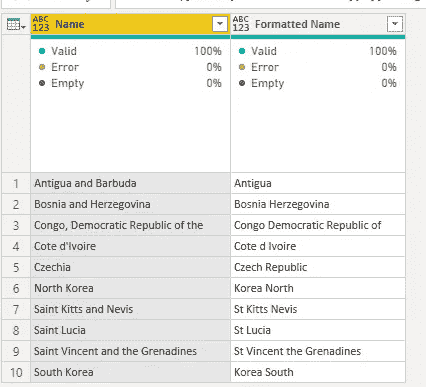 ABC 123 Name ABC 123 Formatted Name
Valid 100% Valid 100%
Error 0% Error 0%
Empty 0% Empty 0%
1 Antigua and Barbuda Antigua
2 Bosnia and Herzegovina Bosnia Herzegovina
3 Congo, Democratic Republic of the Congo Democratic Republic of
4 Cote d'Ivoire Cote d Ivoire
5 Czechia Czech Republic
6 North Korea Korea North
7 Saint Kitts and Nevis St Kitts Nevis
8 Saint Lucia St Lucia
9 Saint Vincent and the Grenadines St Vincent the Grenadines
10 South Korea Korea South